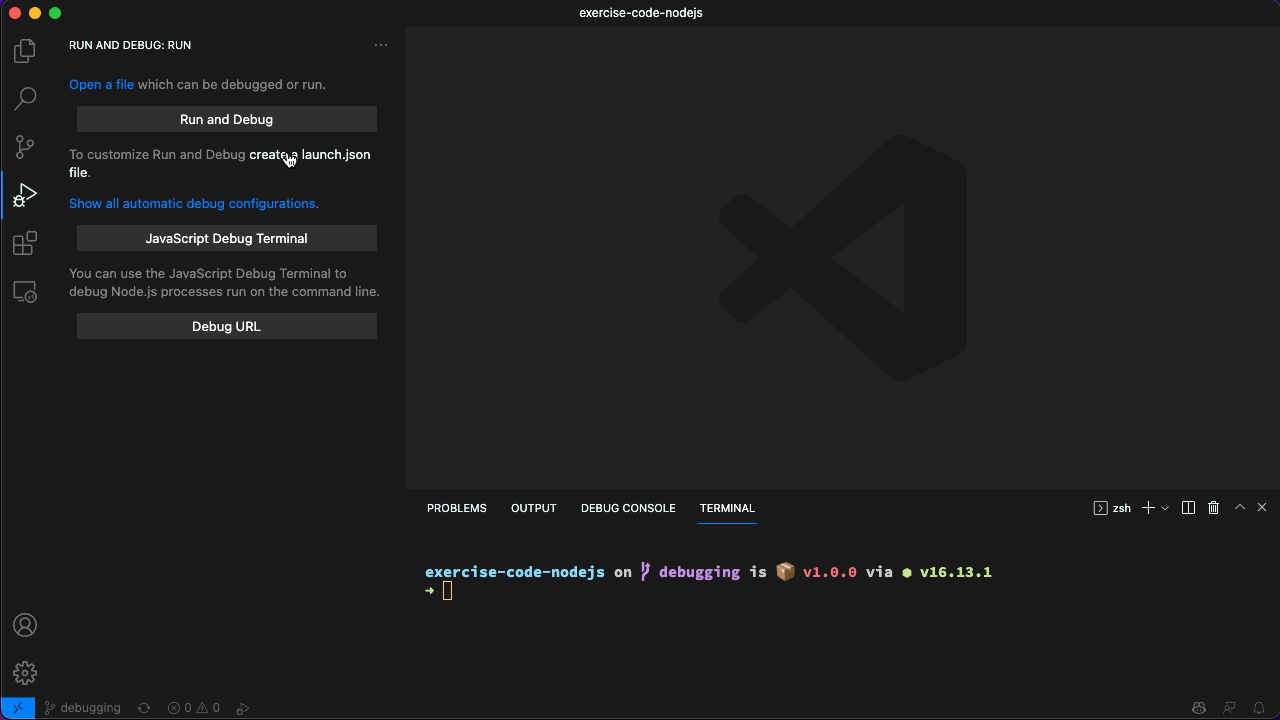 exercise-code-nodejs
RUN AND DEBUG: RUN
Open a file which can be debugged or run.
Run and Debug
To customize Run and Debug create a launch.json
file.
Show all automatic debug configurations.
JavaScript Debug Terminal
You can use the JavaScript Debug Terminal to
debug Node.js processes run on the command line.
Debug URL
PROBLEMS OUTPUT DEBUG CONSOLE TERMINAL zsh
exercise-code-nodejs on debugging is 📦 v1.0.0 via ⬢ v16.13.1
➜
debugging 0 0